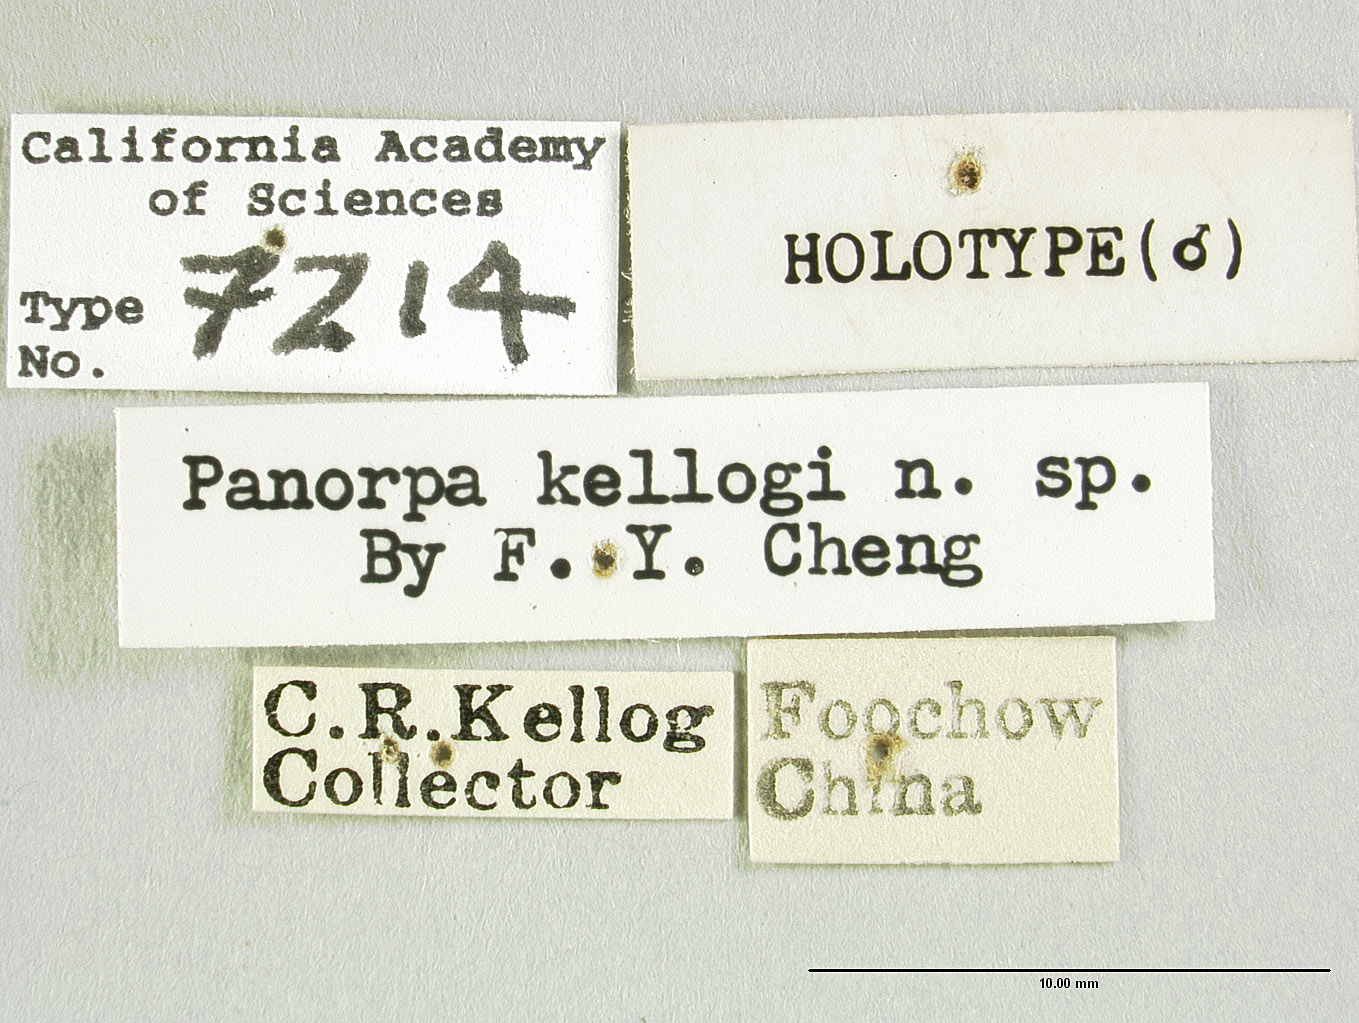 California Academy
of Sciences
Type
No. 7214
HOLOTYPE(♂)
Panorpa kellogi n. sp.
By F. Y. Cheng
C.R.Kellog
Collector
Foochow
China
10.00 mm